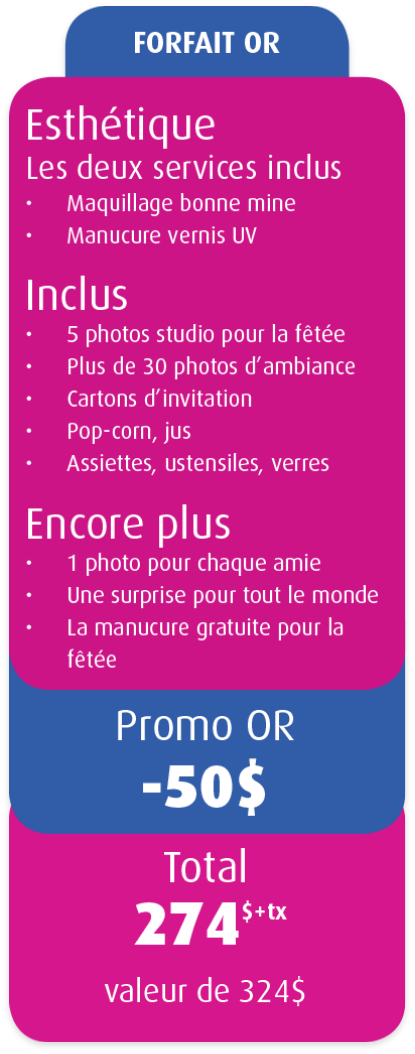 FORFAIT OR
Esthétique
Les deux services inclus
• Maquillage bonne mine
• Manucure vernis UV
Inclus
• 5 photos studio pour la fêtée
• Plus de 30 photos d’ambiance
• Cartons d’invitation
• Pop-corn, jus
• Assiettes, ustensiles, verres
Encore plus
• 1 photo pour chaque amie
• Une surprise pour tout le monde
• La manucure gratuite pour la
fêtée
Promo OR
-50$
Total
274$+tx
valeur de 324$